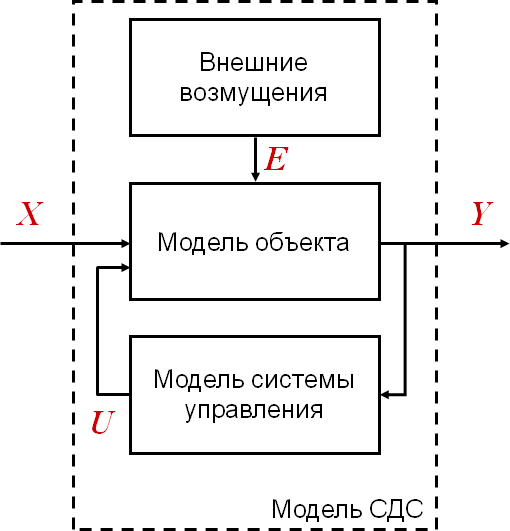 Внешние
возмущения
E
X
Y
Модель объекта
Модель системы
управления
U
Модель СДС